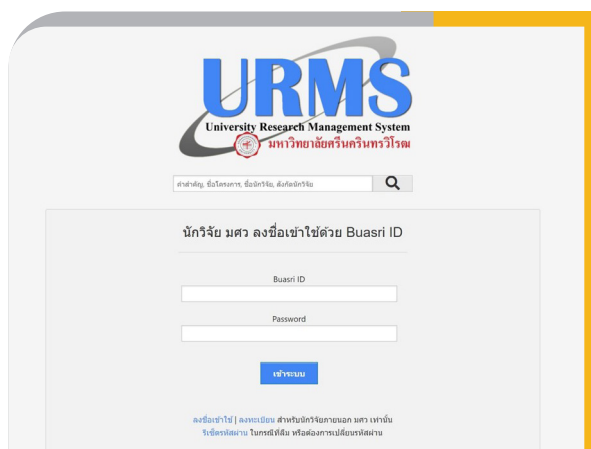 URMS
University Research Management System
มหาวิทยาลัยศรีนครินทรวิโรฒ
คำสำคัญ, ชื่อโครงการ, ชื่อนักวิจัย, สังกัดนักวิจัย
นักวิจัย มศว ลงชื่อเข้าใช้ด้วย Buasri ID
Buasri ID
Password
เข้าระบบ
ลงชื่อเข้าใช้ | ลงทะเบียน สำหรับนักวิจัยภายนอก มศว เท่านั้น
รีเซ็ตรหัสผ่าน ในกรณีที่ลืม หรือต้องการเปลี่ยนรหัสผ่าน